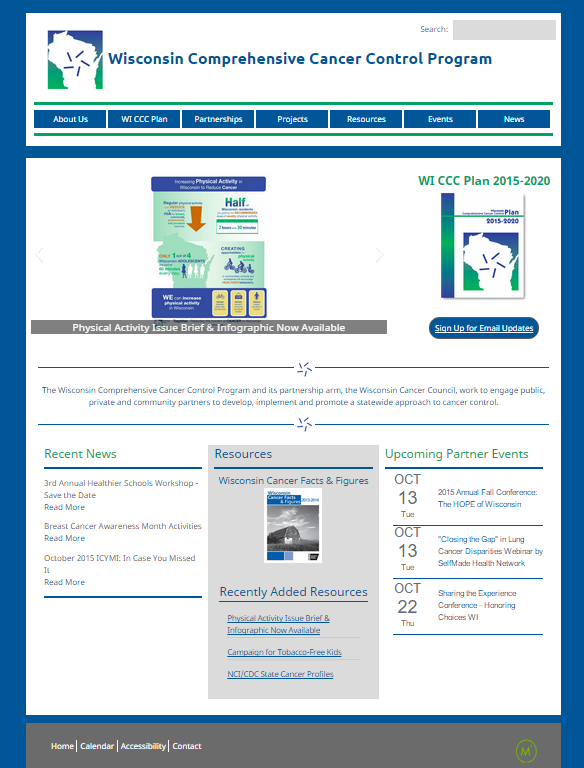 Search:
Wisconsin Comprehensive Cancer Control Program
About Us
WI CCC Plan
Partnerships
Projects
Resources
Events
News
Increasing Physical Activity in
Wisconsin to Reduce Cancer
Regular physical
Half
2 hours and 30 minutes
ONLY 1 out of 4
Wisconsin ADOLESCENTS
60 minutes
CREATING
opportunities for
physical
activity
WE can increase
physical activity
in Wisconsin.
Physical Activity Issue Brief & Infographic Now Available
WI CCC Plan 2015-2020
Wisconsin
Comprehensive Cancer Control Plan
2015-2020
Sign Up for Email Updates
The Wisconsin Comprehensive Cancer Control Program and its partnership arm, the Wisconsin Cancer Council, work to engage public,
private and community partners to develop, implement and promote a statewide approach to cancer control.
Recent News
3rd Annual Healthier Schools Workshop -
Save the Date
Read More
Breast Cancer Awareness Month Activities
Read More
October 2015 ICYMI: In Case You Missed
It
Read More
Resources
Wisconsin Cancer Facts & Figures
Wisconsin
Cancer Facts
& Figures 2013-2014
Recently Added Resources
Physical Activity Issue Brief &
Infographic Now Available
Campaign for Tobacco-Free Kids
NCI/CDC State Cancer Profiles
Upcoming Partner Events
OCT
13
Tue
2015 Annual Fall Conference:
The HOPE of Wisconsin
OCT
13
Tue
"Closing the Gap" in Lung
Cancer Disparities Webinar by
SelfMade Health Network
OCT
22
Thu
Sharing the Experience
Conference - Honoring
Choices WI
Home
Calendar
Accessibility
Contact
M